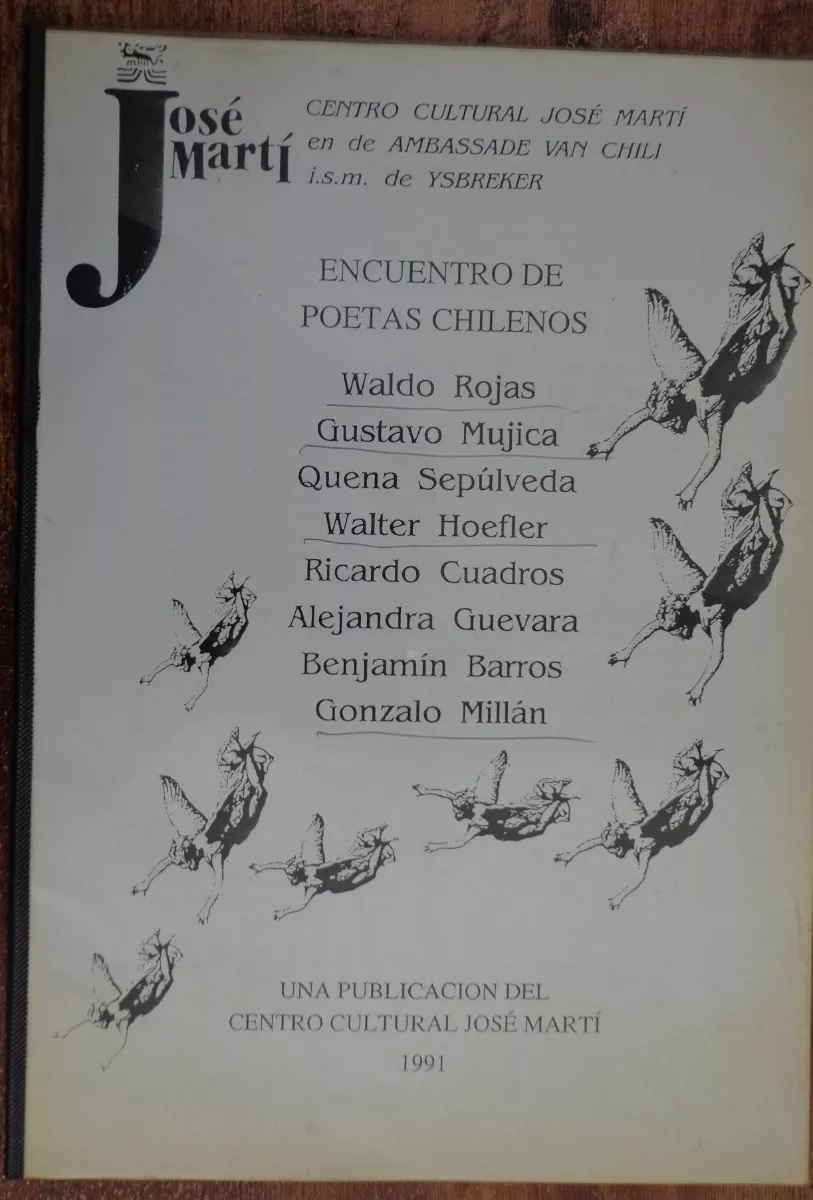 José
Martí
CENTRO CULTURAL JOSÉ MARTÍ
en de AMBASSADE VAN CHILI
i.s.m. de YSBREKER
ENCUENTRO DE
POETAS CHILENOS
Waldo Rojas
Gustavo Mujica
Quena Sepúlveda
Walter Hoefler
Ricardo Cuadros
Alejandra Guevara
Benjamín Barros
Gonzalo Millán
UNA PUBLICACION DEL
CENTRO CULTURAL JOSÉ MARTÍ
1991